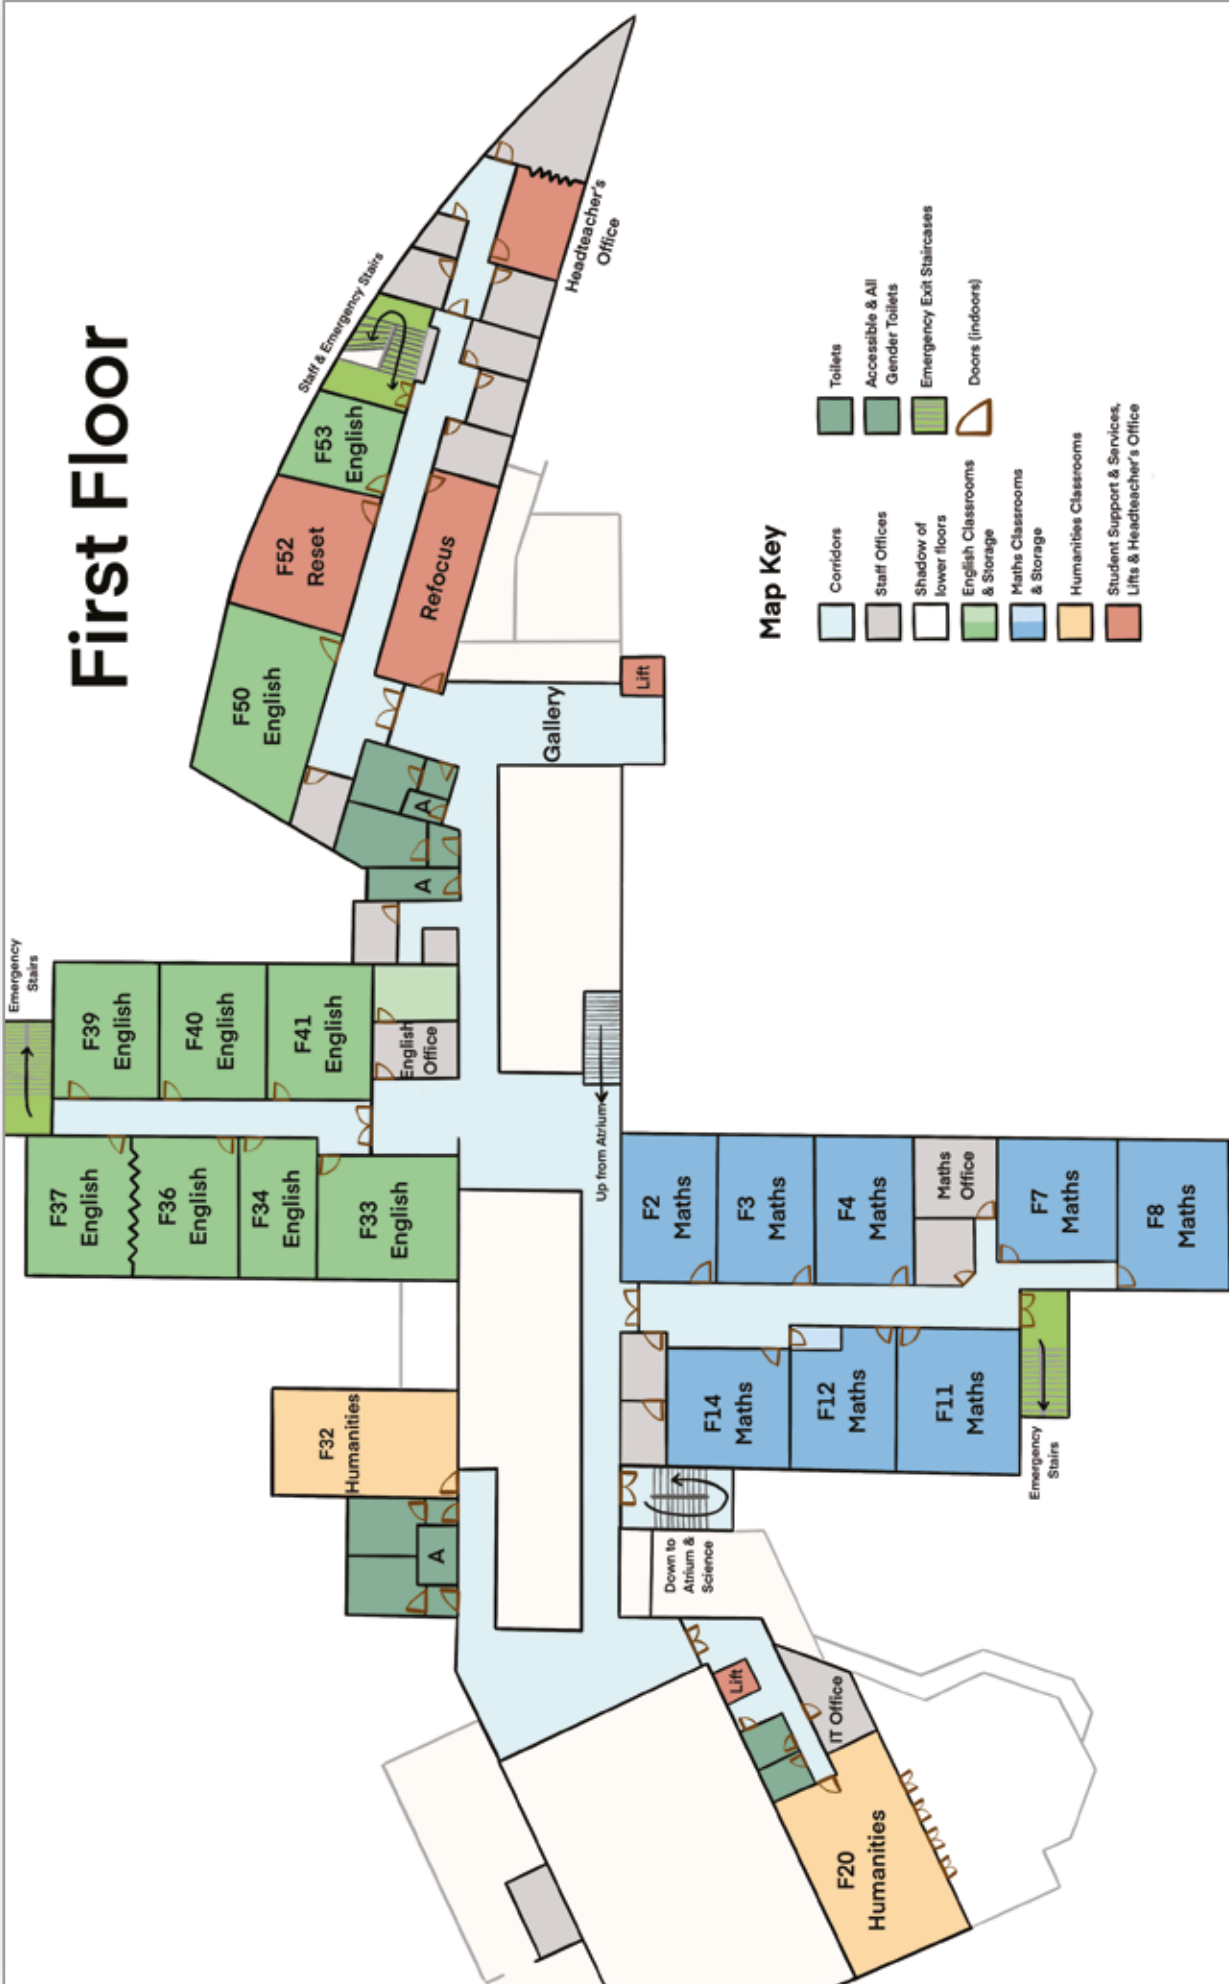 First Floor
Staff & Emergency Stairs
Headteacher's
Office
F53
English
F52
Reset
Refocus
F50
English
Gallery
Lift
A
A
Emergency
Stairs
F39
English
F40
English
F41
English
English
Office
F37
English
F36
English
F34
English
F33
English
Up from Atrium
F2
Maths
F3
Maths
F4
Maths
Maths
Office
F7
Maths
F8
Maths
F14
Maths
F12
Maths
F11
Maths
Emergency
Stairs
F32
Humanities
A
Down to
Atrium &
Science
Lift
IT Office
F20
Humanities
Map Key
Corridors
Staff Offices
Shadow of
lower floors
English Classrooms
& Storage
Maths Classrooms
& Storage
Humanities Classrooms
Student Support & Services,
Lifts & Headteacher's Office
Toilets
Accessible & All
Gender Toilets
Emergency Exit Staircases
Doors (indoors)